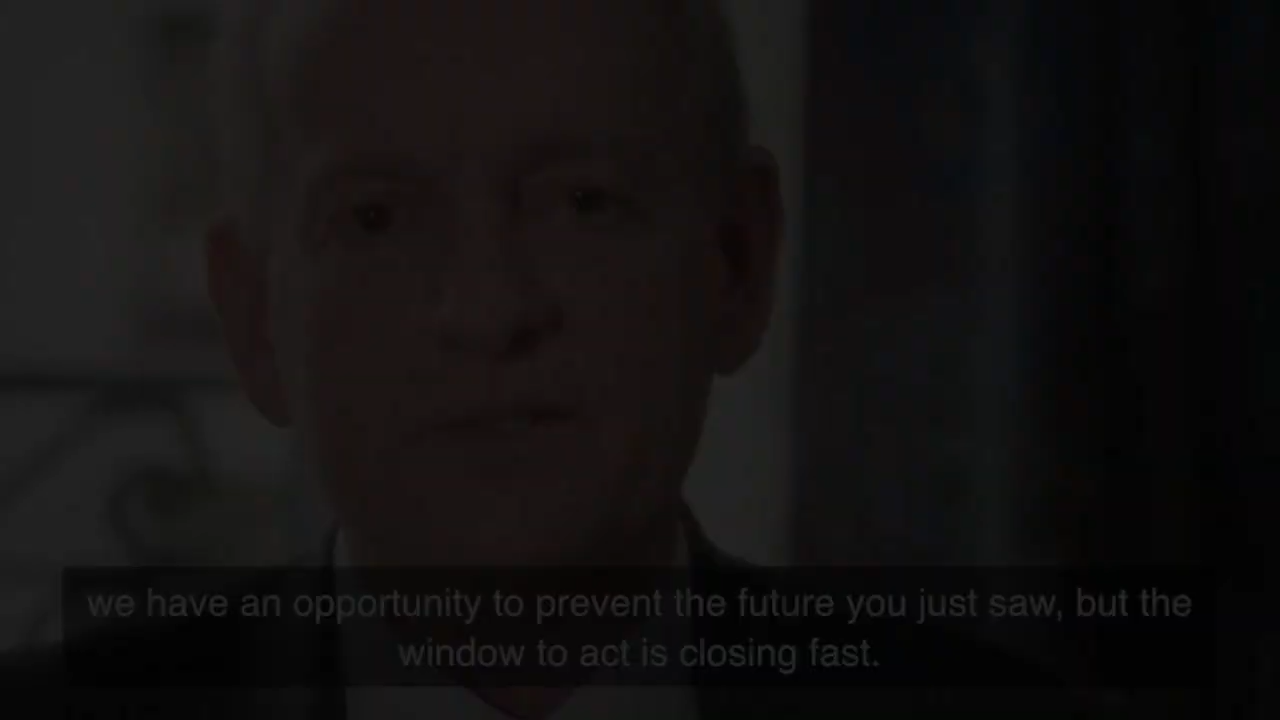 we have an opportunity to prevent the future you just saw, but the
window to act is closing fast.